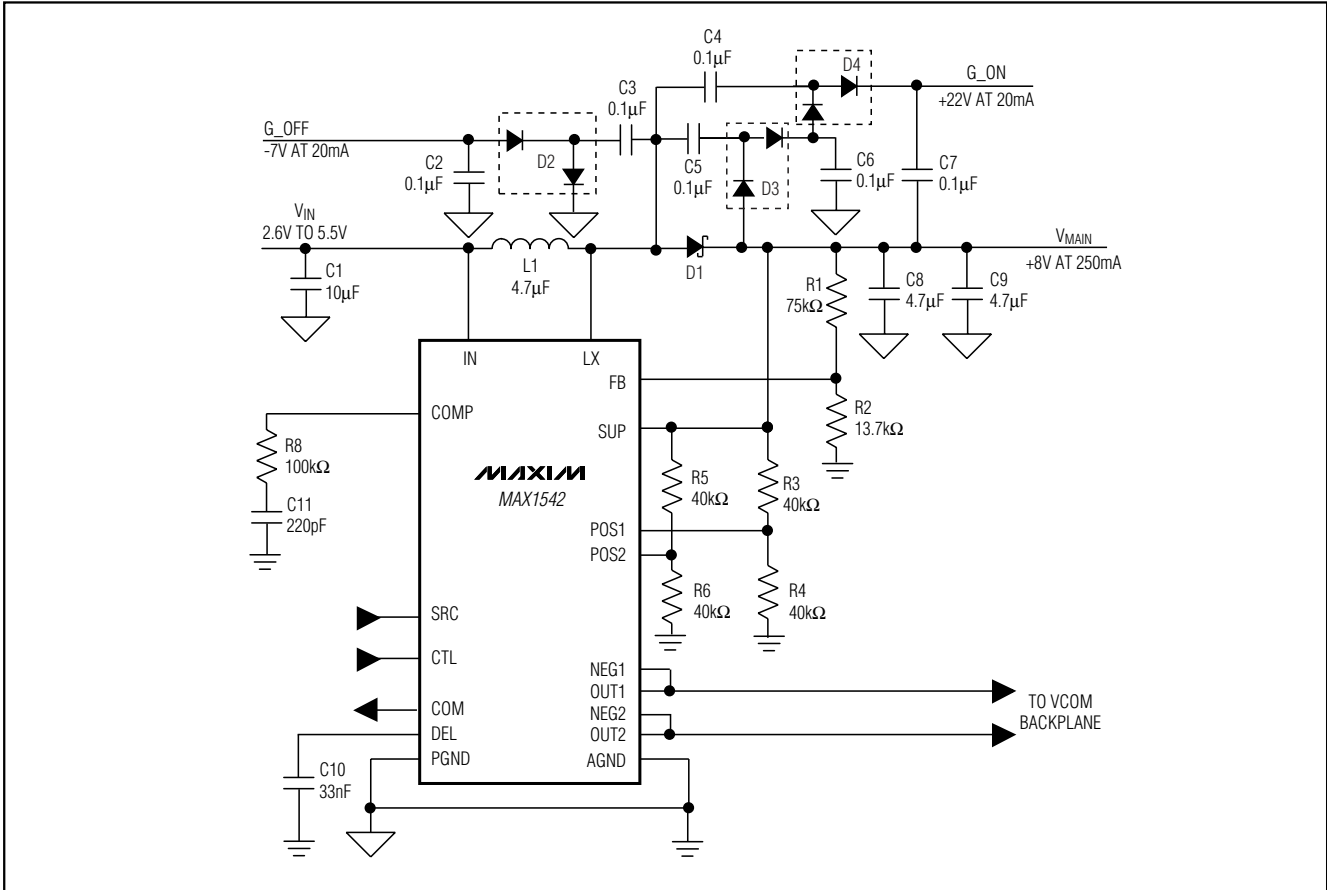 C4
0.1µF
D4
G_ON
+22V AT 20mA
C3
0.1µF
G_OFF
-7V AT 20mA
C2
0.1µF
D2
C5
0.1µF
D3
C6
0.1µF
C7
0.1µF
VIN
2.6V TO 5.5V
C1
10µF
L1
4.7µF
D1
VMAIN
+8V AT 250mA
R1
75kΩ
C8
4.7µF
C9
4.7µF
IN
LX
FB
COMP
SUP
R2
13.7kΩ
R8
100kΩ
C11
220pF
MAXIM
MAX1542
R5
40kΩ
R3
40kΩ
POS1
POS2
R6
40kΩ
R4
40kΩ
SRC
CTL
COM
DEL
PGND
NEG1
OUT1
NEG2
OUT2
AGND
TO VCOM
BACKPLANE
C10
33nF